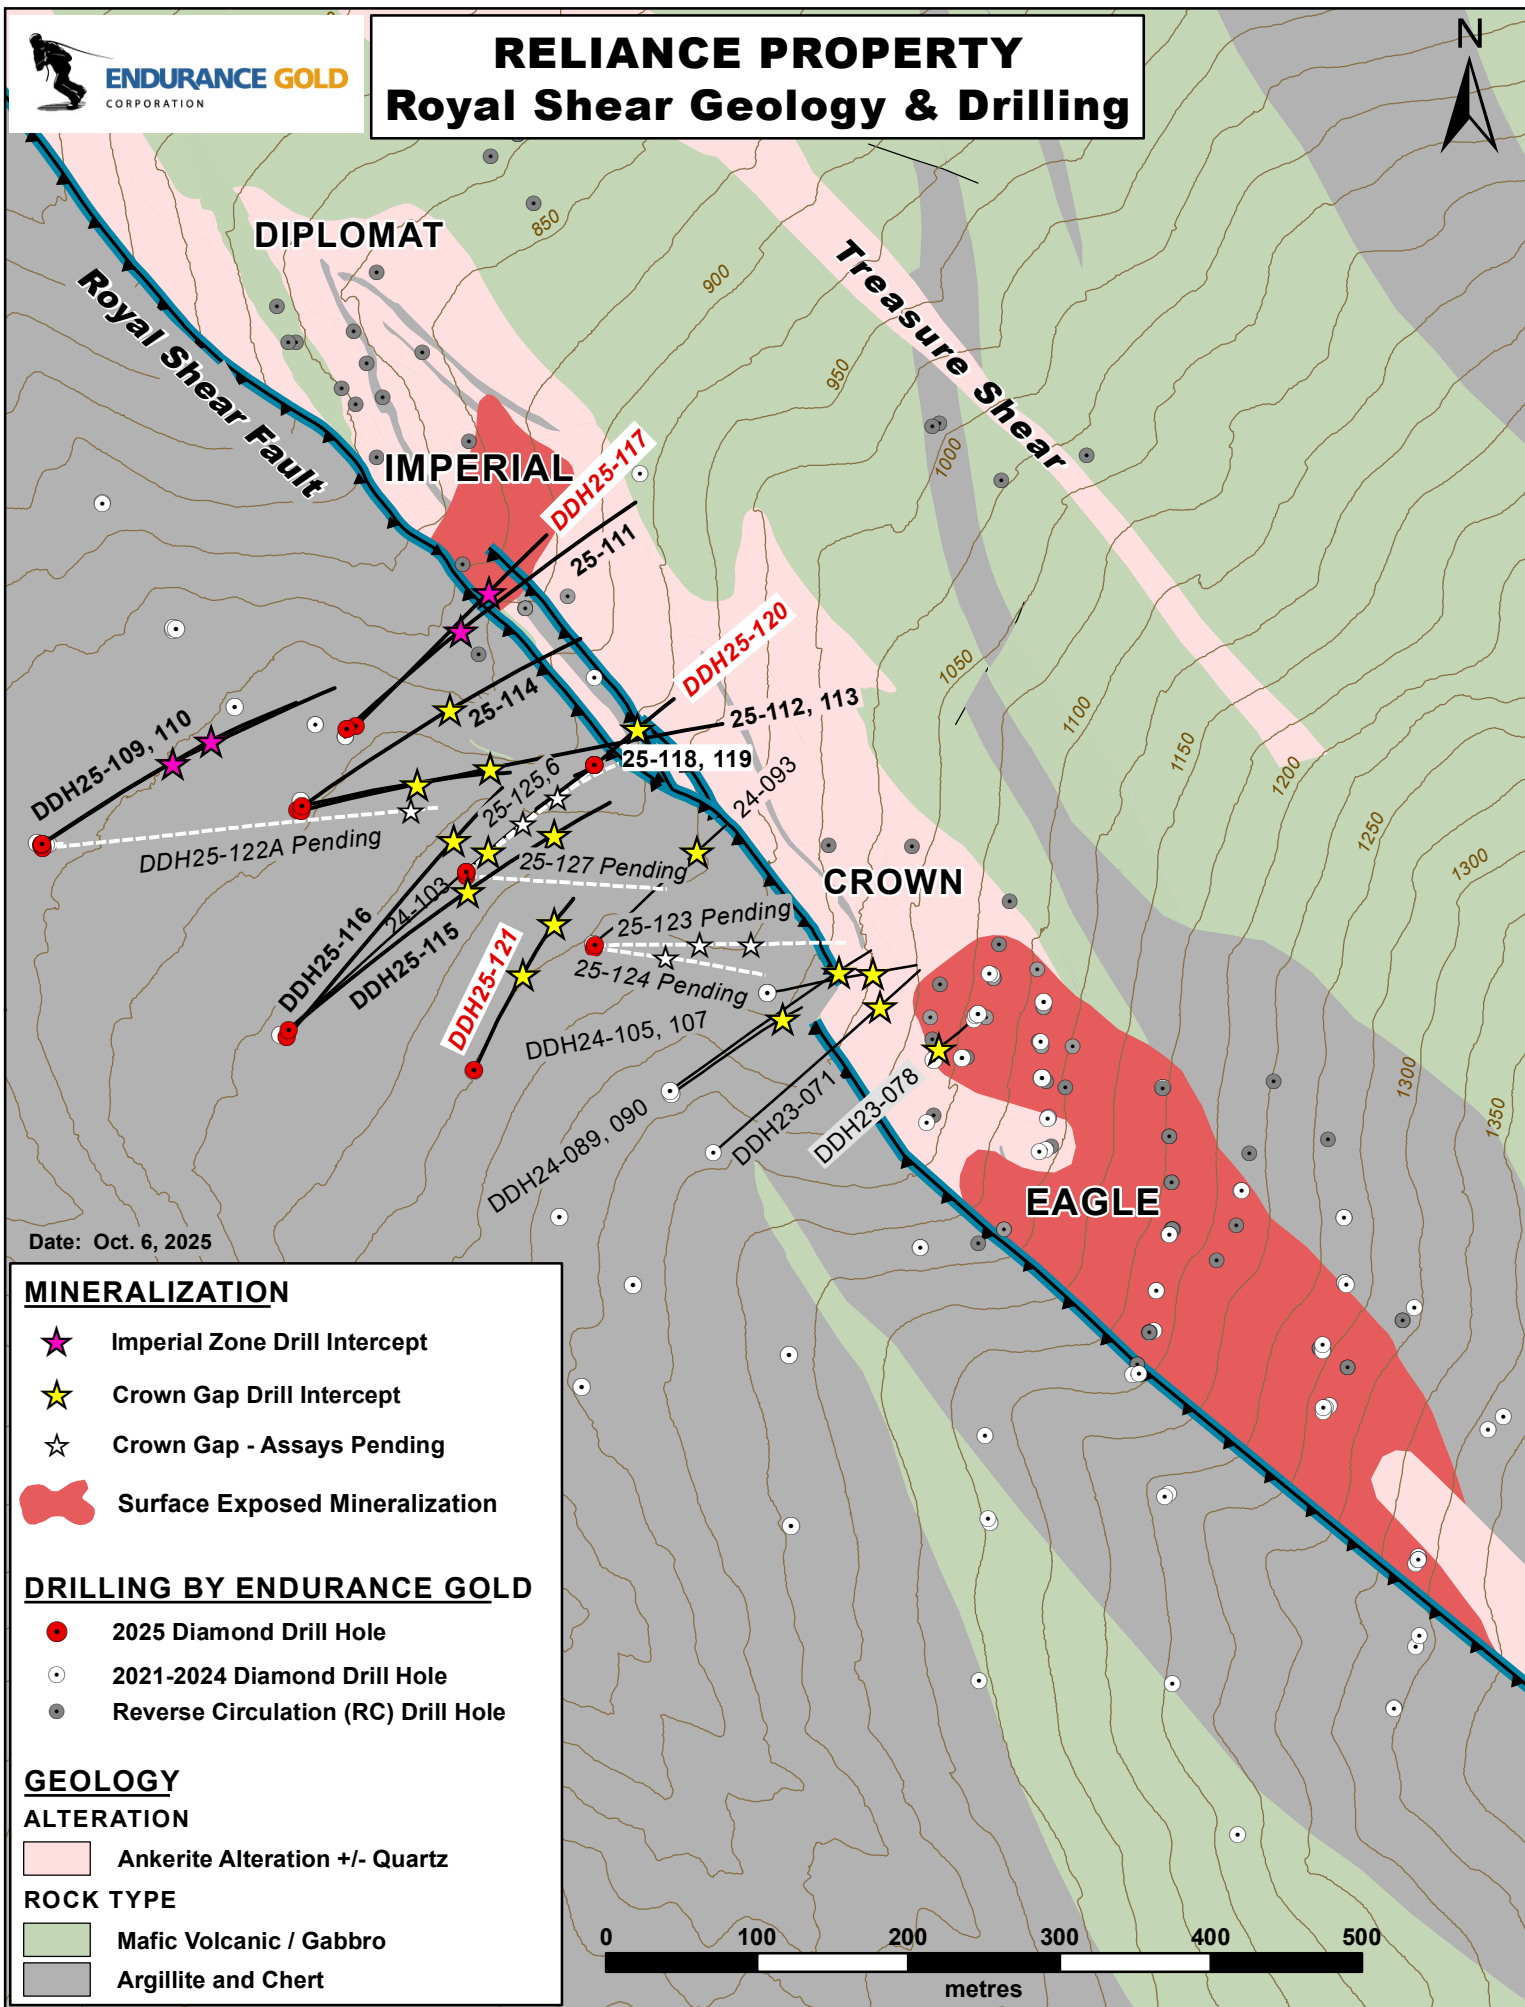 ENDURANCE GOLD
CORPORATION
RELIANCE PROPERTY
Royal Shear Geology & Drilling
N
DIPLOMAT
850
900
Treasure Shear
Royal Shear Fault
950
1000
IMPERIAL
DDH25-117
25-111
DDH25-120
1050
1100
1150
1200
1250
1300
25-114
25-112, 113
DDH25-109, 110
25-118, 119
25-125,6
24-093
DDH25-122A Pending
25-127 Pending
CROWN
24-103
DDH25-116
DDH25-115
25-123 Pending
DDH25-121
25-124 Pending
DDH24-105, 107
DDH23-071
DDH23-078
DDH24-089, 090
1300
1350
EAGLE
Date: Oct. 6, 2025
MINERALIZATION
Imperial Zone Drill Intercept
Crown Gap Drill Intercept
Crown Gap - Assays Pending
Surface Exposed Mineralization
DRILLING BY ENDURANCE GOLD
2025 Diamond Drill Hole
2021-2024 Diamond Drill Hole
Reverse Circulation (RC) Drill Hole
GEOLOGY
ALTERATION
Ankerite Alteration +/- Quartz
ROCK TYPE
Mafic Volcanic / Gabbro
Argillite and Chert
0 100 200 300 400 500
metres